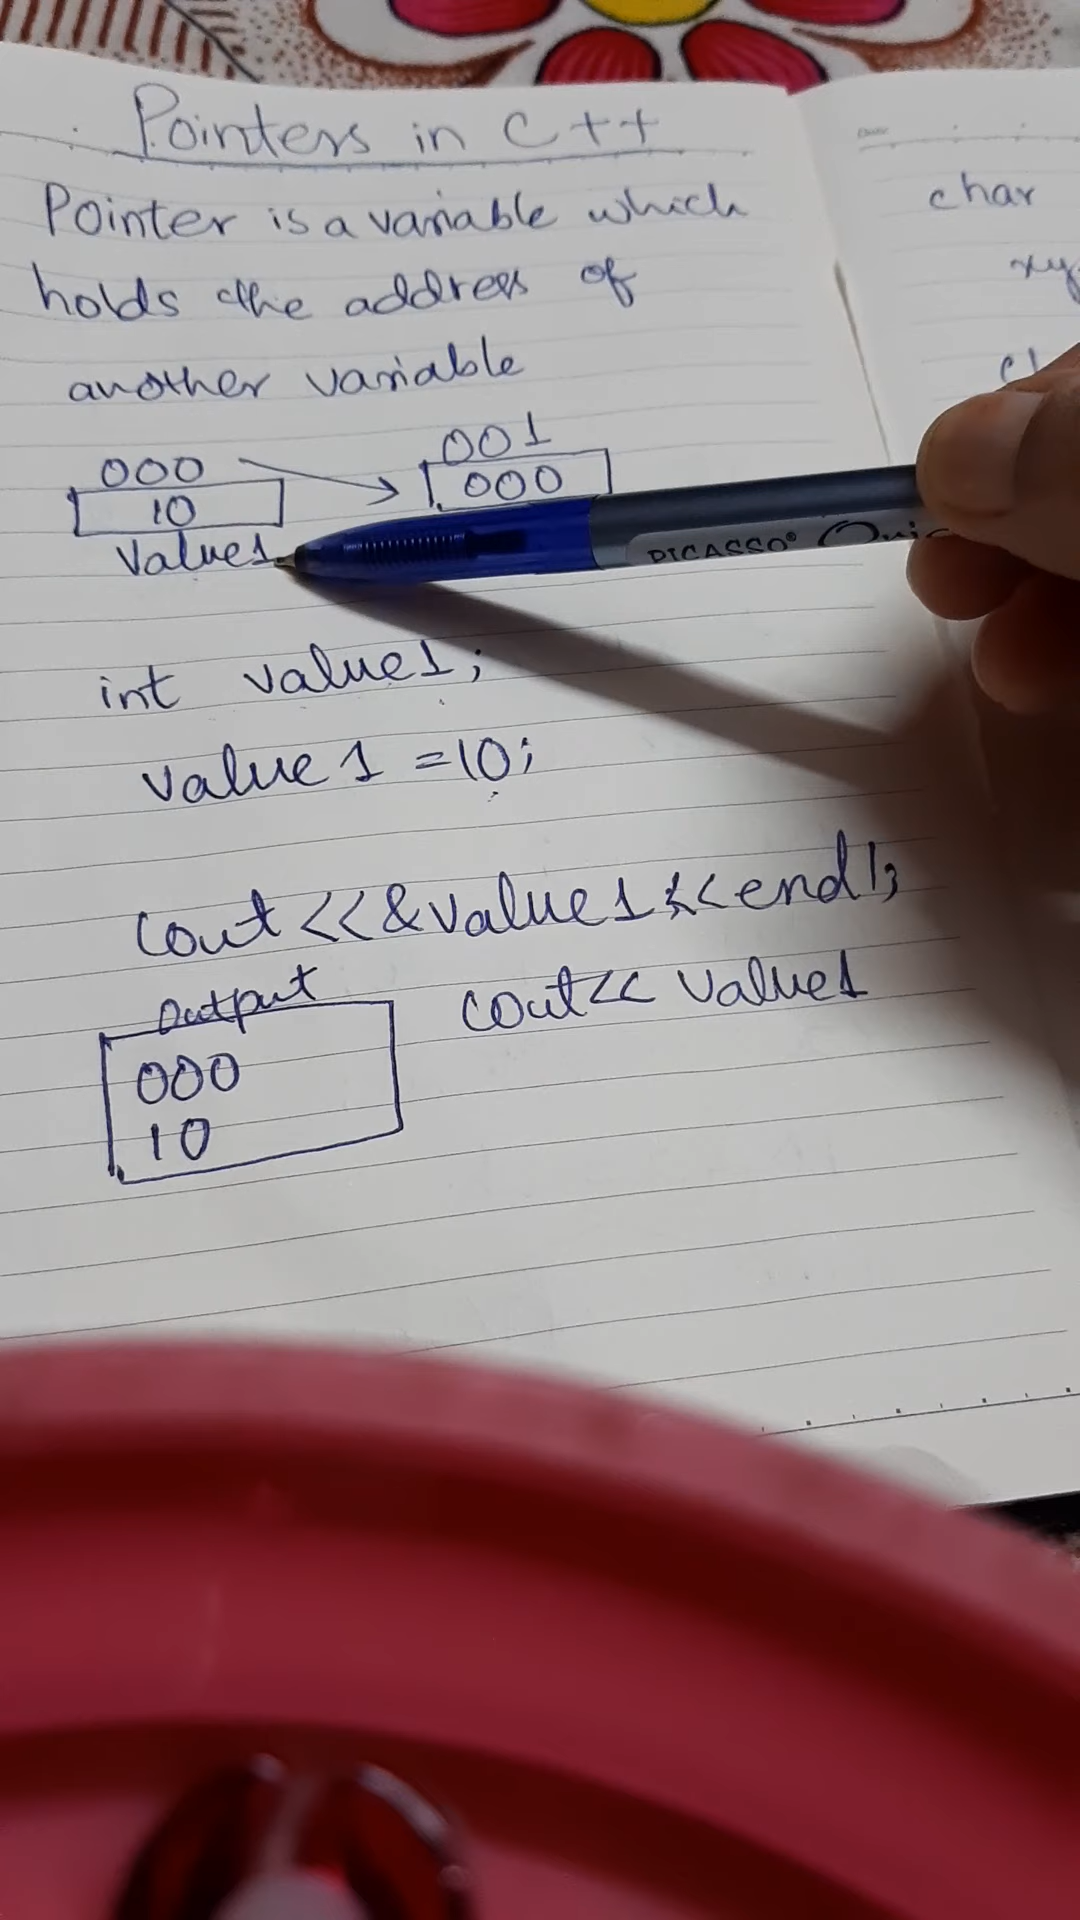 Pointers in C++
Pointer is a variable which
holds the address of
another variable
000
001
10
000
Value1
int value1;
value1 =10;
cout <<&value1<<endl;
cout<< value1
Output
000
10
char
PICASSO®